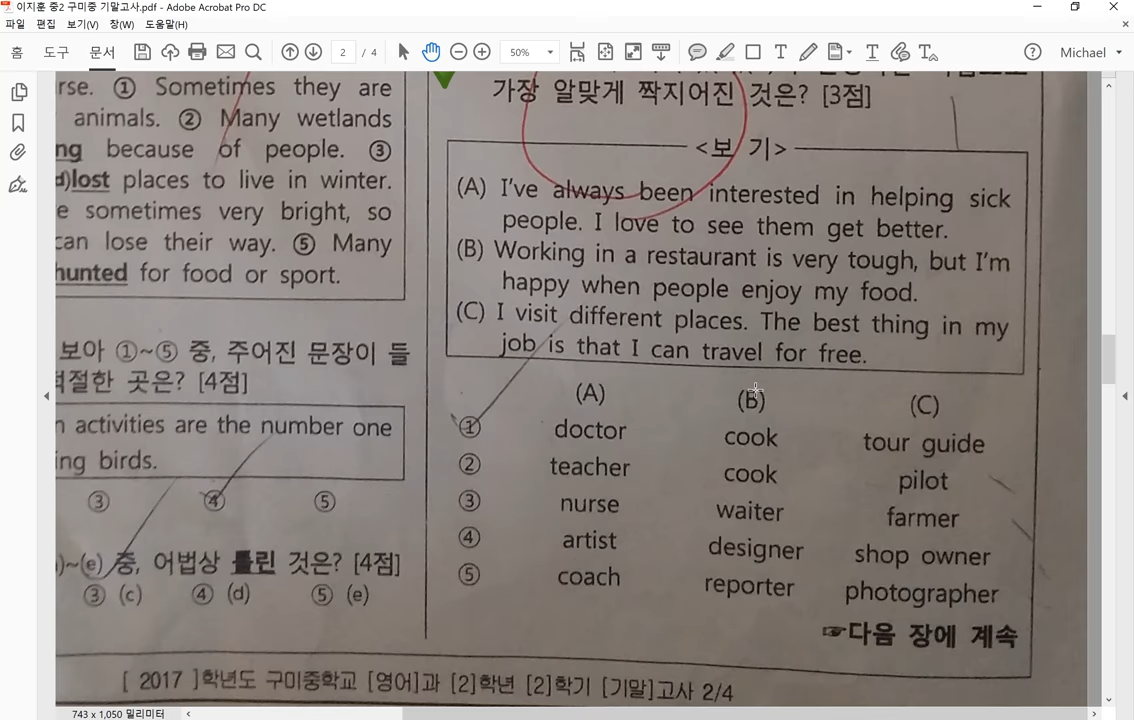 이지훈 중2 구미중 기말고사.pdf - Adobe Acrobat Pro DC
파일 편집 보기(V) 창(W) 도움말(H)
홈 도구 문서 2 / 4 50% Michael
rse. ① Sometimes they are
animals. ② Many wetlands
ng because of people. ③
d)lost places to live in winter.
e sometimes very bright, so
can lose their way. ⑤ Many
hunted for food or sport.
보아 ①~⑤ 중, 주어진 문장이 들
적절한 곳은? [4점]
n activities are the number one
ing birds.
③ ④ ⑤
)~(e) 중, 어법상 틀린 것은? [4점]
③ (c) ④ (d) ⑤ (e)
가장 알맞게 짝지어진 것은? [3점]
<보 기>
(A) I've always been interested in helping sick
people. I love to see them get better.
(B) Working in a restaurant is very tough, but I'm
happy when people enjoy my food.
(C) I visit different places. The best thing in my
job is that I can travel for free.
(A) (B) (C)
① doctor cook tour guide
② teacher cook pilot
③ nurse waiter farmer
④ artist designer shop owner
⑤ coach reporter photographer
☞다음 장에 계속
[ 2017 ]학년도 구미중학교 [영어]과 [2]학년 [2]학기 [기말]고사 2/4
743 x 1,050 밀리미터